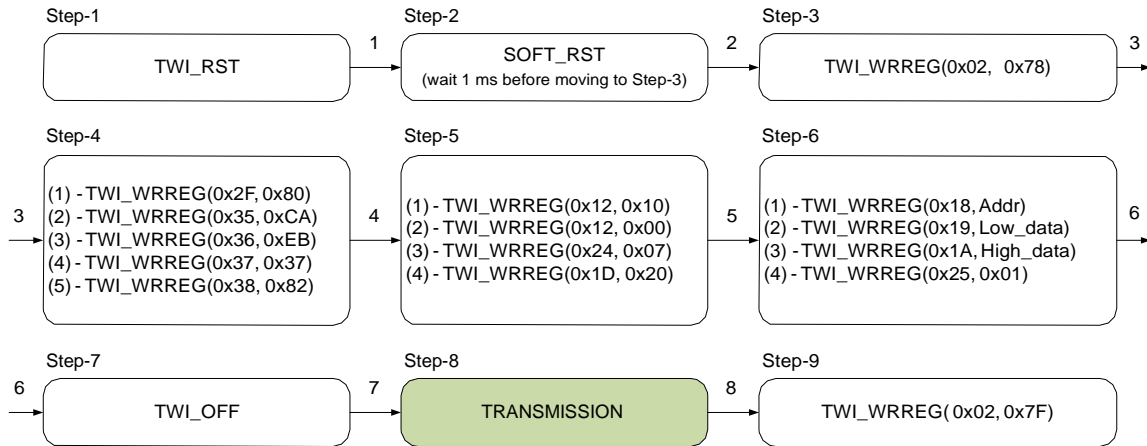 Step-1
TWI_RST
1
Step-2
SOFT_RST
(wait 1 ms before moving to Step-3)
2
Step-3
TWI_WRREG(0x02, 0x78)
3
3
Step-4
(1) - TWI_WRREG(0x2F, 0x80)
(2) - TWI_WRREG(0x35, 0xCA)
(3) - TWI_WRREG(0x36, 0xEB)
(4) - TWI_WRREG(0x37, 0x37)
(5) - TWI_WRREG(0x38, 0x82)
4
Step-5
(1) - TWI_WRREG(0x12, 0x10)
(2) - TWI_WRREG(0x12, 0x00)
(3) - TWI_WRREG(0x24, 0x07)
(4) - TWI_WRREG(0x1D, 0x20)
5
Step-6
(1) - TWI_WRREG(0x18, Addr)
(2) - TWI_WRREG(0x19, Low_data)
(3) - TWI_WRREG(0x1A, High_data)
(4) - TWI_WRREG(0x25, 0x01)
6
6
Step-7
TWI_OFF
7
Step-8
TRANSMISSION
8
Step-9
TWI_WRREG( 0x02, 0x7F)